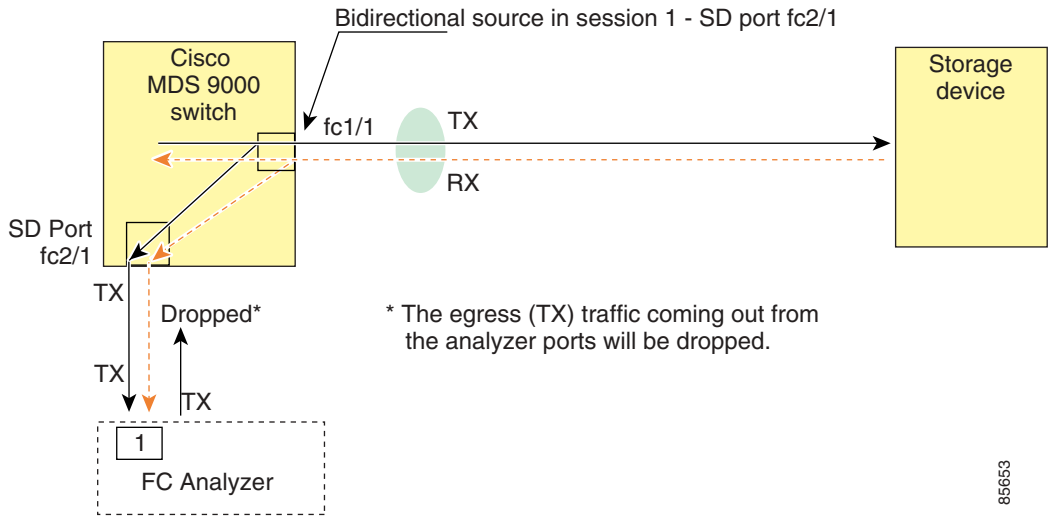 Bidirectional source in session 1 - SD port fc2/1
Cisco
MDS 9000
switch
Storage
device
fc1/1
TX
RX
SD Port
fc2/1
TX
Dropped*
* The egress (TX) traffic coming out from
the analyzer ports will be dropped.
TX
TX
1
FC Analyzer
85653